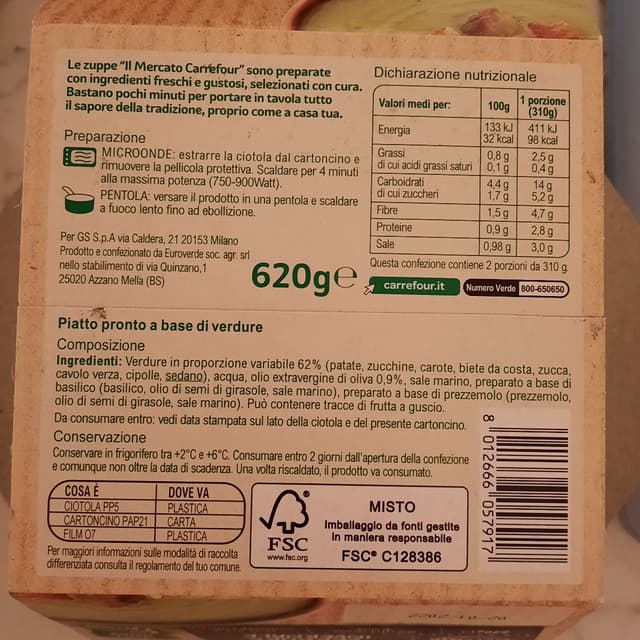 Le zuppe "Il Mercato Carrefour" sono preparate
con ingredienti freschi e gustosi, selezionati con cura.
Bastano pochi minuti per portare in tavola tutto
il sapore della tradizione, proprio come a casa tua.
Preparazione
MICROONDE: estrarre la ciotola dal cartoncino e
rimuovere la pellicola protettiva. Scaldare per 4 minuti
alla massima potenza (750-900Watt).
PENTOLA: versare il prodotto in una pentola e scaldare
a fuoco lento fino ad ebollizione.
Per GS S.p.A via Caldera, 21 20153 Milano
Prodotto e confezionato da Euroverde soc. agr. srl
nello stabilimento di via Quinzano,1
25020 Azzano Mella (BS)
620g e
Dichiarazione nutrizionale
Valori medi per: 100g 1 porzione
(310g)
Energia 133 kJ 411 kJ
32 kcal 98 kcal
Grassi 0,8 g 2,5 g
di cui acidi grassi saturi 0,1 g 0,4 g
Carboidrati 4,4 g 14 g
di cui zuccheri 1,7 g 5,2 g
Fibre 1,5 g 4,7 g
Proteine 0,9 g 2,8 g
Sale 0,98 g 3,0 g
Questa confezione contiene 2 porzioni da 310 g.
carrefour.it Numero Verde 800-650650
Piatto pronto a base di verdure
Composizione
Ingredienti: Verdure in proporzione variabile 62% (patate, zucchine, carote, biete da costa, zucca,
cavolo verza, cipolle, sedano), acqua, olio extravergine di oliva 0,9%, sale marino, preparato a base di
basilico (basilico, olio di semi di girasole, sale marino), preparato a base di prezzemolo (prezzemolo,
olio di semi di girasole, sale marino). Può contenere tracce di frutta a guscio.
Da consumare entro: vedi data stampata sul lato della ciotola e del presente cartoncino.
Conservazione
Conservare in frigorifero tra +2°C e +6°C. Consumare entro 2 giorni dall'apertura della confezione
e comunque non oltre la data di scadenza. Una volta riscaldato, il prodotto va consumato.
COSA È DOVE VA
CIOTOLA PP5 PLASTICA
CARTONCINO PAP21 CARTA
FILM O7 PLASTICA
Per maggiori informazioni sulle modalità di raccolta
differenziata consulta il regolamento del tuo comune.
FSC
www.fsc.org
MISTO
Imballaggio da fonti gestite
in maniera responsabile
FSC® C128386
8 012666 057917